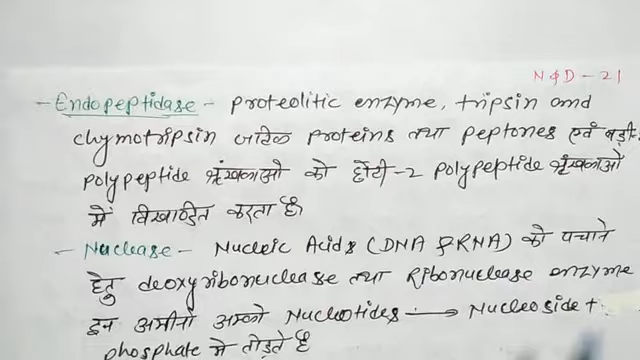 N&D - 21
- Endopeptidase - Proteolitic enzyme, tripsin and
chymotripsin जटिल Proteins तथा peptones एवं बड़ी-
polypeptide श्रृंखलाओ को छोटी-2 polypeptide श्रृंखलाओ
में विखण्डित करता है
- Nuclease - Nucleic Acids (DNA & RNA) को पचाने
हेतु deoxyribonuclease तथा Ribonuclease enzyme
इन अमीनो अम्लो Nucleotides → Nucleoside +
phosphate मे तोड़ते है